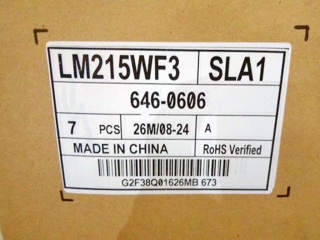 LM215WF3 SLA1
646-0606
7 PCS 26M/08-24 A
MADE IN CHINA RoHS Verified
G2F38Q01626MB 673